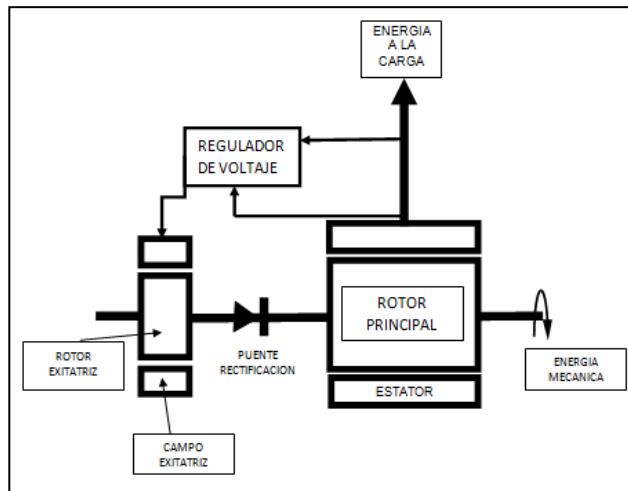 ENERGIA
A LA
CARGA
REGULADOR
DE VOLTAJE
ROTOR
PRINCIPAL
ROTOR
EXITATRIZ
PUENTE
RECTIFICACION
ESTATOR
ENERGIA
MECANICA
CAMPO
EXITATRIZ